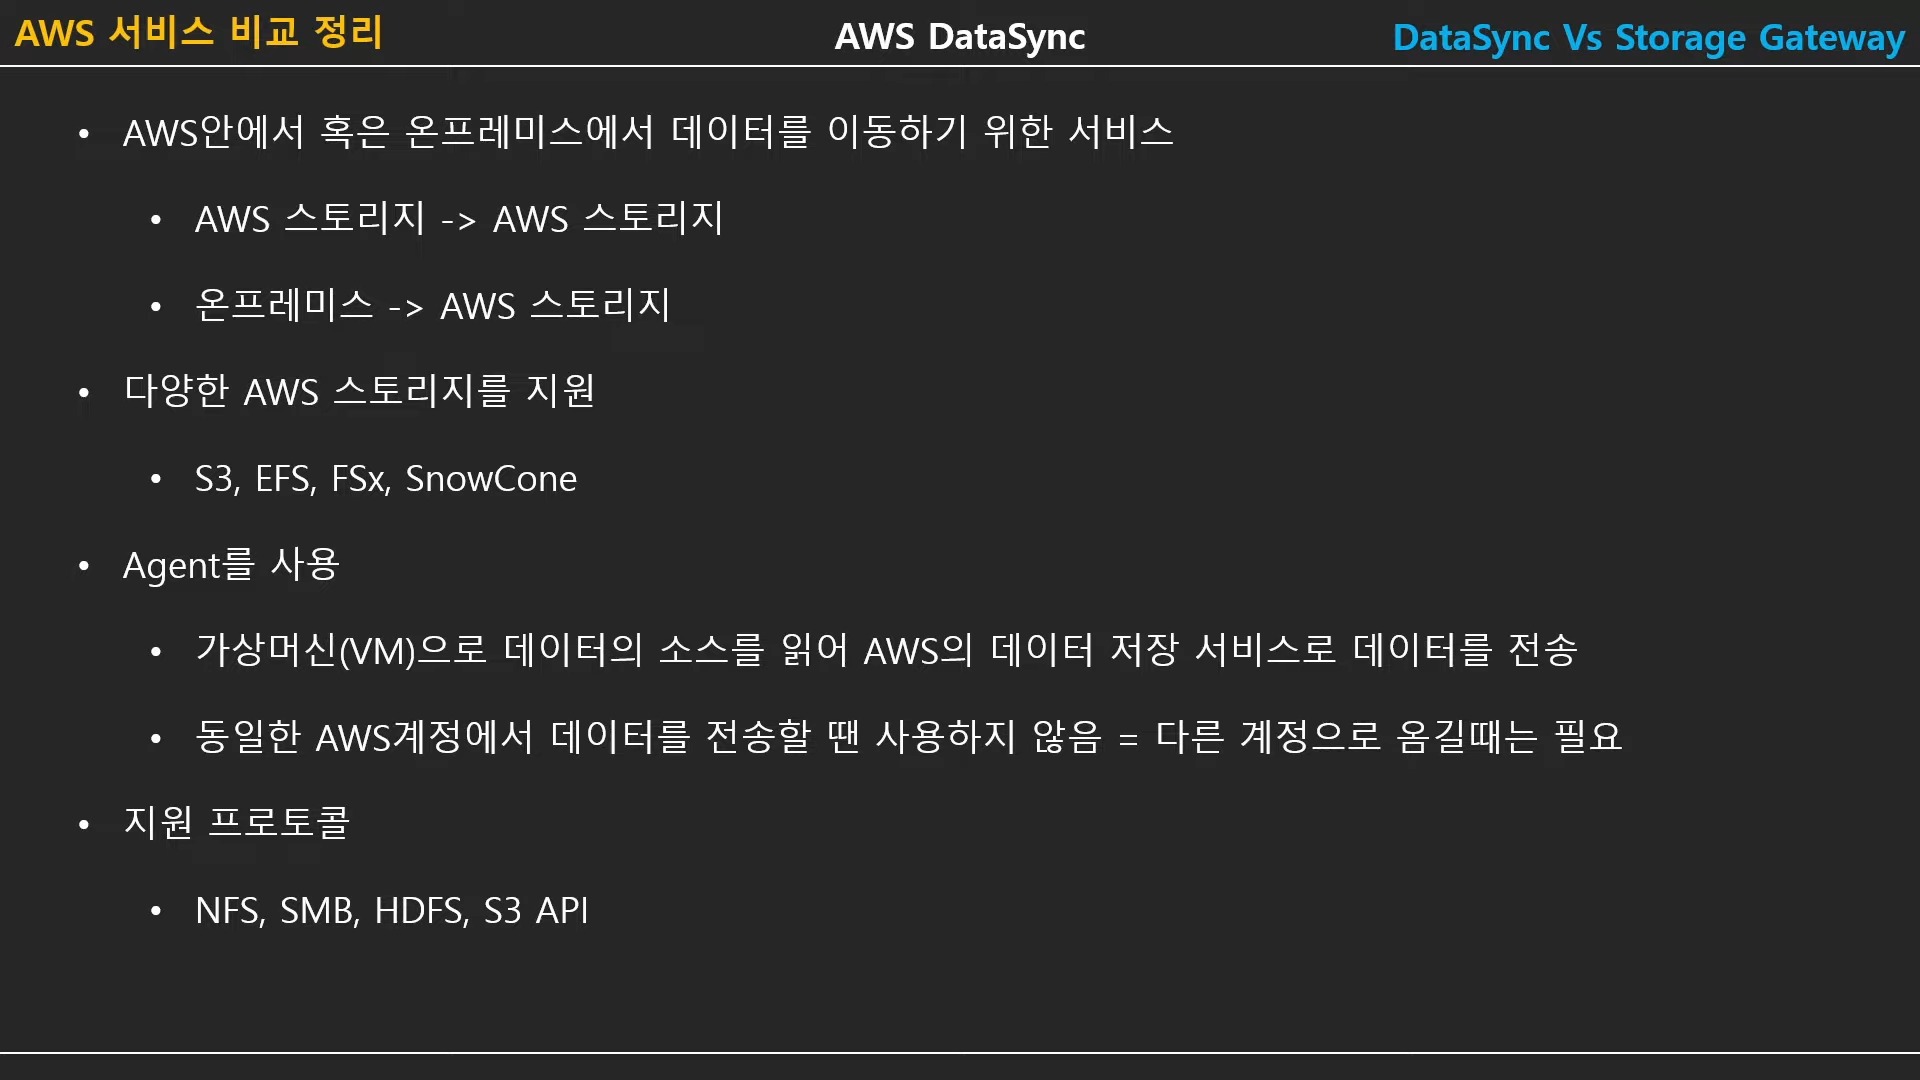 AWS 서비스 비교 정리
AWS DataSync
DataSync Vs Storage Gateway
• AWS안에서 혹은 온프레미스에서 데이터를 이동하기 위한 서비스
• AWS 스토리지 -> AWS 스토리지
• 온프레미스 -> AWS 스토리지
• 다양한 AWS 스토리지를 지원
• S3, EFS, FSx, SnowCone
• Agent를 사용
• 가상머신(VM)으로 데이터의 소스를 읽어 AWS의 데이터 저장 서비스로 데이터를 전송
• 동일한 AWS계정에서 데이터를 전송할 땐 사용하지 않음 = 다른 계정으로 옮길때는 필요
• 지원 프로토콜
• NFS, SMB, HDFS, S3 API